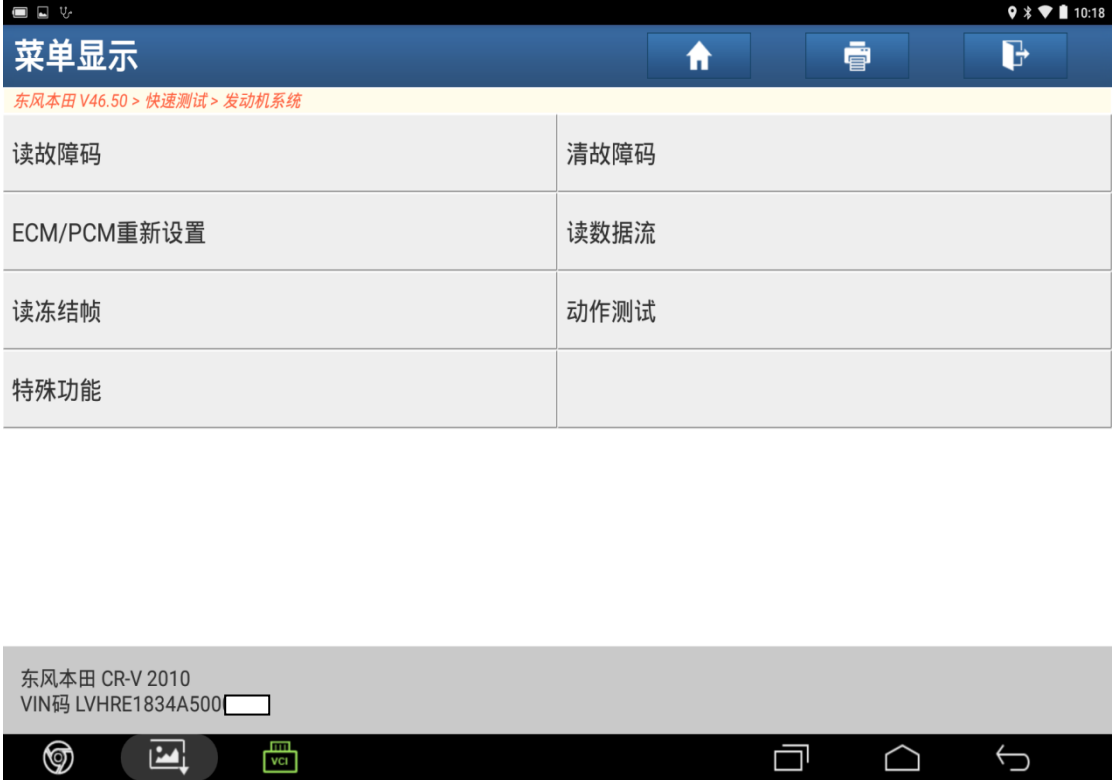 10:18
菜单显示
东风本田 V46.50 > 快速测试 > 发动机系统
读故障码
清故障码
ECM/PCM重新设置
读数据流
读冻结帧
动作测试
特殊功能
东风本田 CR-V 2010
VIN码 LVHRE1834A500
VCI